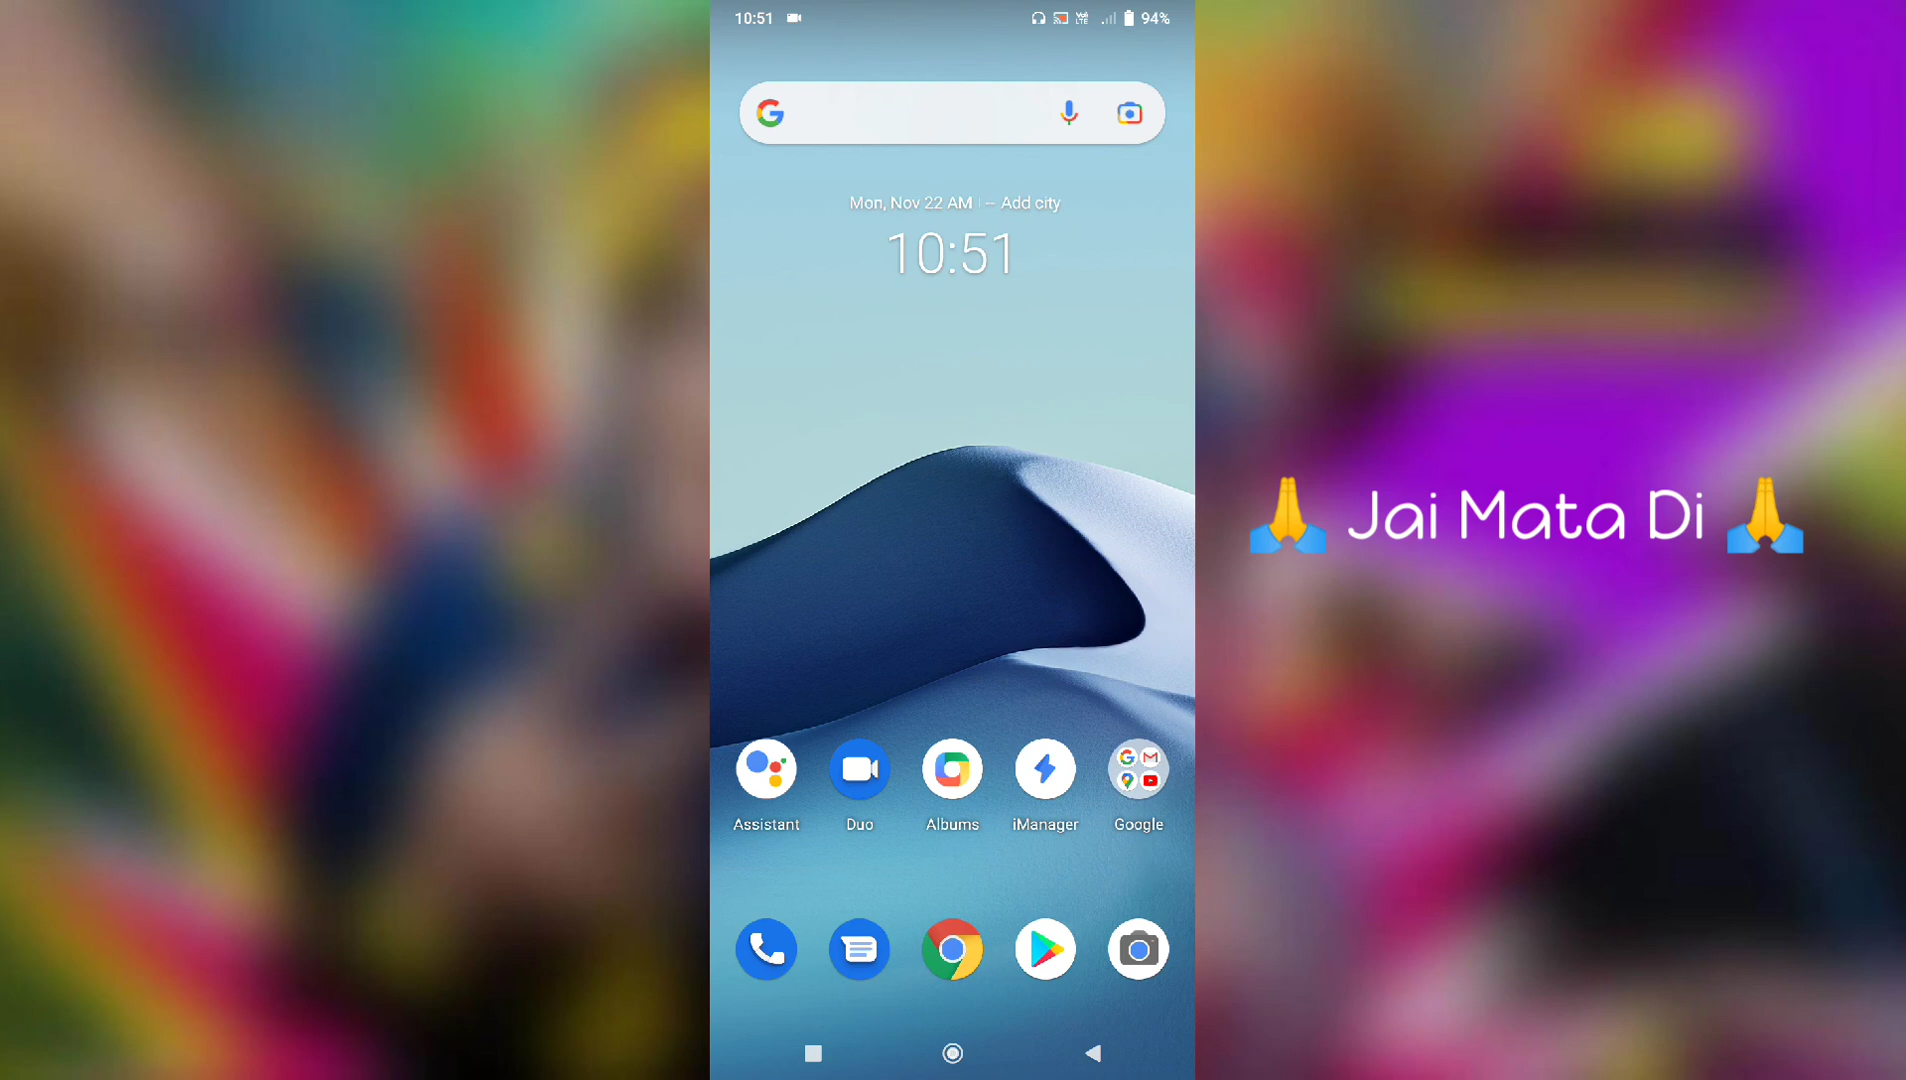 10:51 VoLTE 94%
Mon, Nov 22 AM | -- Add city
10:51
🙏 Jai Mata Di 🙏
Assistant Duo Albums iManager Google